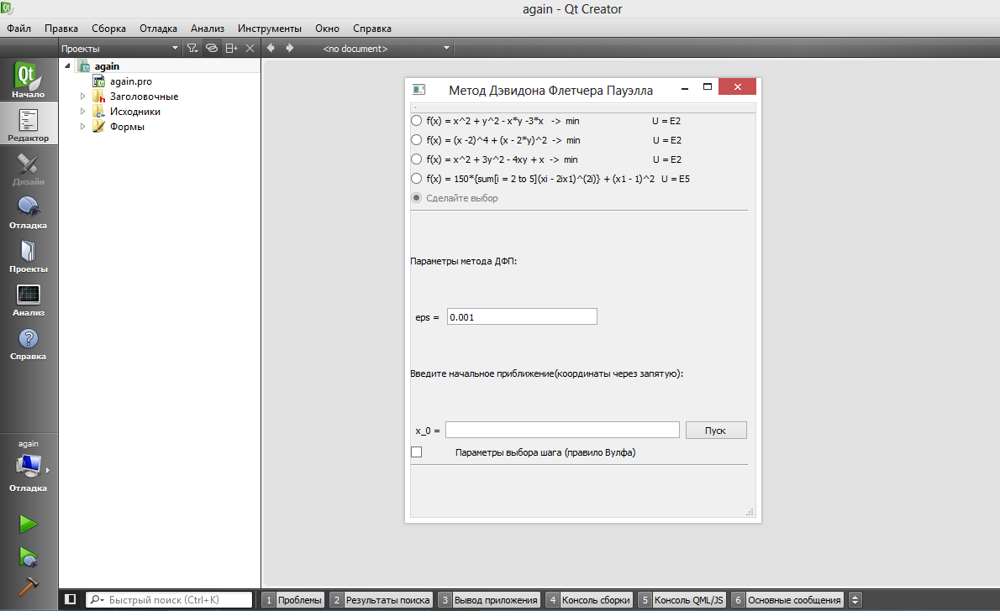 again - Qt Creator
Файл Правка Сборка Отладка Анализ Инструменты Окно Справка
Проекты <no document>
Qt
Начало
Редактор
Дизайн
Отладка
Проекты
Анализ
Справка
again
Отладка
again
again.pro
Заголовочные
Исходники
Формы
Метод Дэвидона Флетчера Пауэлла
f(x) = x^2 + y^2 - x*y -3*x -> min U = E2
f(x) = (x -2)^4 + (x - 2*y)^2 -> min U = E2
f(x) = x^2 + 3y^2 - 4xy + x -> min U = E2
f(x) = 150*{sum[i = 2 to 5](xi - 2ix1)^(2i)} + (x1 - 1)^2 U = E5
Сделайте выбор
Параметры метода ДФП:
eps = 0.001
Введите начальное приближение(координаты через запятую):
x_0 = Пуск
Параметры выбора шага (правило Вулфа)
Быстрый поиск (Ctrl+K) 1 Проблемы 2 Результаты поиска 3 Вывод приложения 4 Консоль сборки 5 Консоль QML/JS 6 Основные сообщения